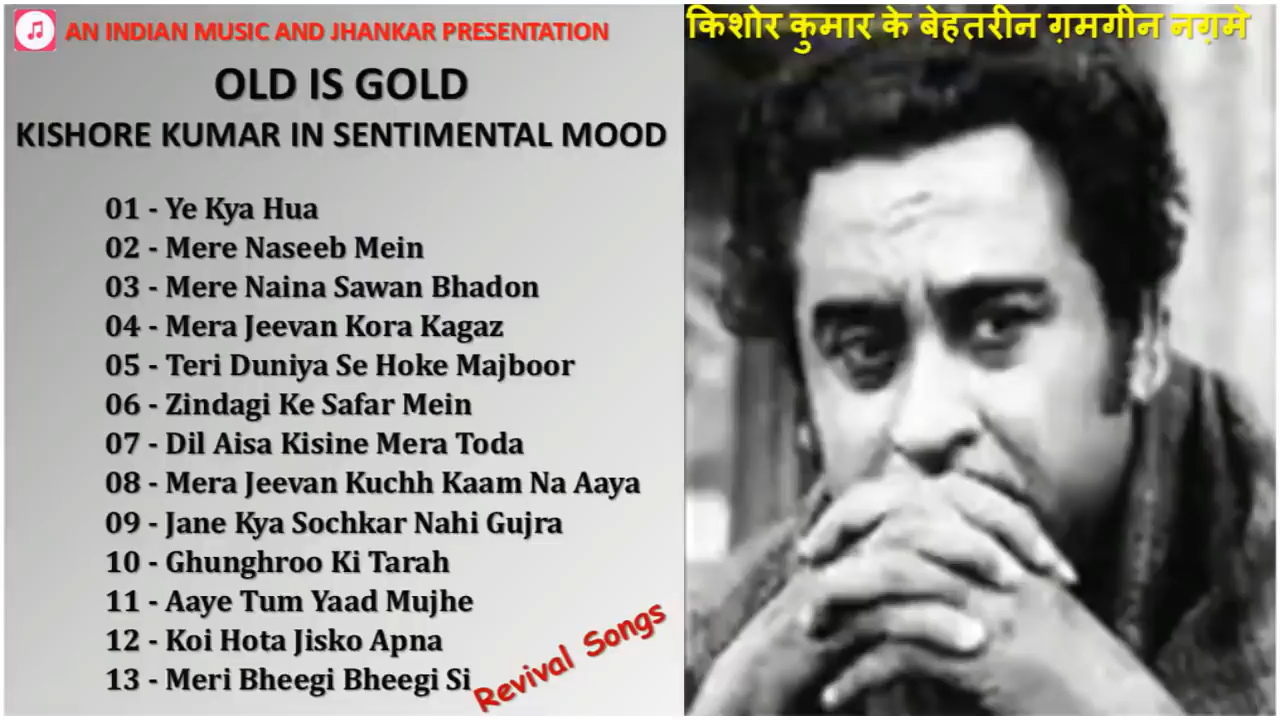 AN INDIAN MUSIC AND JHANKAR PRESENTATION
OLD IS GOLD
KISHORE KUMAR IN SENTIMENTAL MOOD
01 - Ye Kya Hua
02 - Mere Naseeb Mein
03 - Mere Naina Sawan Bhadon
04 - Mera Jeevan Kora Kagaz
05 - Teri Duniya Se Hoke Majboor
06 - Zindagi Ke Safar Mein
07 - Dil Aisa Kisine Mera Toda
08 - Mera Jeevan Kuchh Kaam Na Aaya
09 - Jane Kya Sochkar Nahi Gujra
10 - Ghunghroo Ki Tarah
11 - Aaye Tum Yaad Mujhe
12 - Koi Hota Jisko Apna
13 - Meri Bheegi Bheegi Si
Revival Songs
किशोर कुमार के बेहतरीन ग़मगीन नग़मे